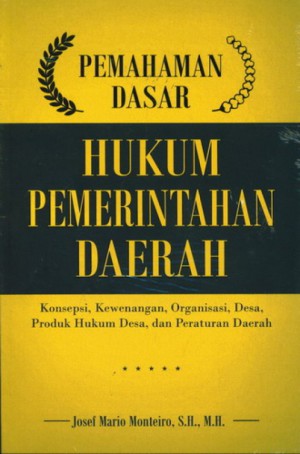 PEMAHAMAN
DASAR
HUKUM
PEMERINTAHAN
DAERAH
Konsepsi, Kewenangan, Organisasi, Desa,
Produk Hukum Desa, dan Peraturan Daerah
* * * * *
Josef Mario Monteiro, S.H., M.H.